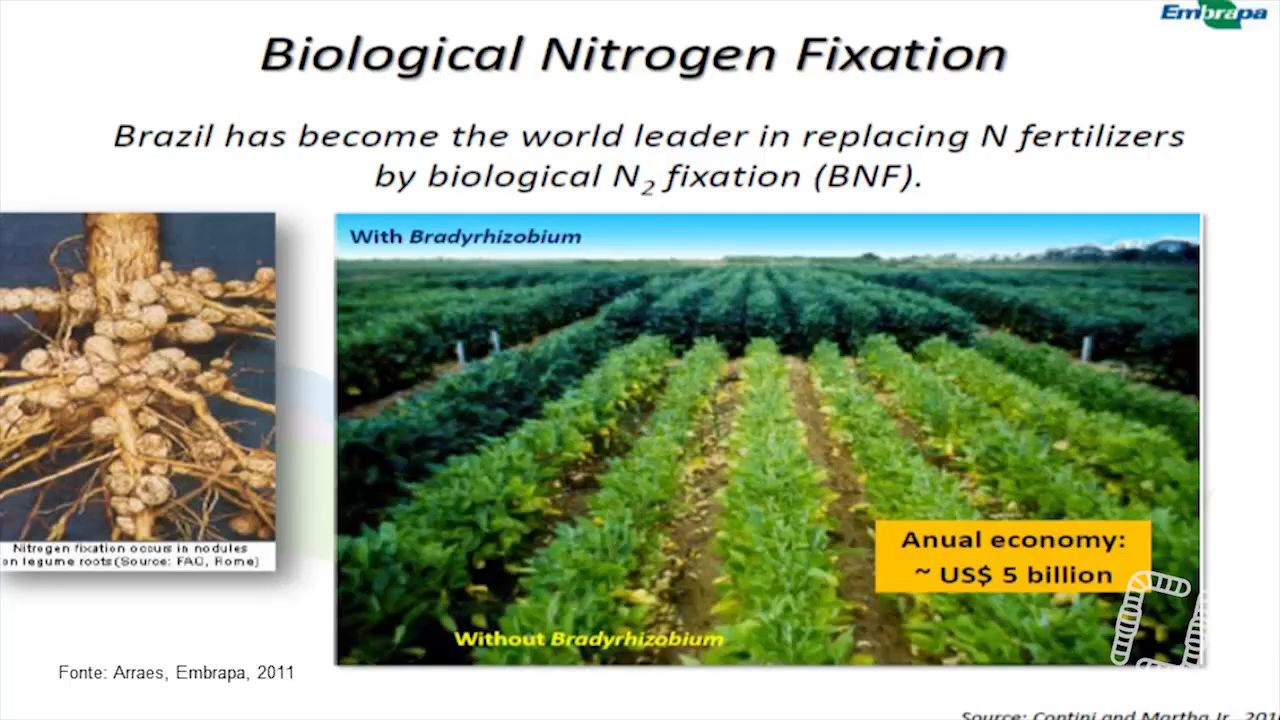 Embrapa
Biological Nitrogen Fixation
Brazil has become the world leader in replacing N fertilizers
by biological N2 fixation (BNF).
With Bradyrhizobium
Nitrogen fixation occurs in nodules
on legume roots(Source: FAO, Rome)
Anual economy:
~ US$ 5 billion
Without Bradyrhizobium
Fonte: Arraes, Embrapa, 2011
Source: Contini and Martha Jr., 201